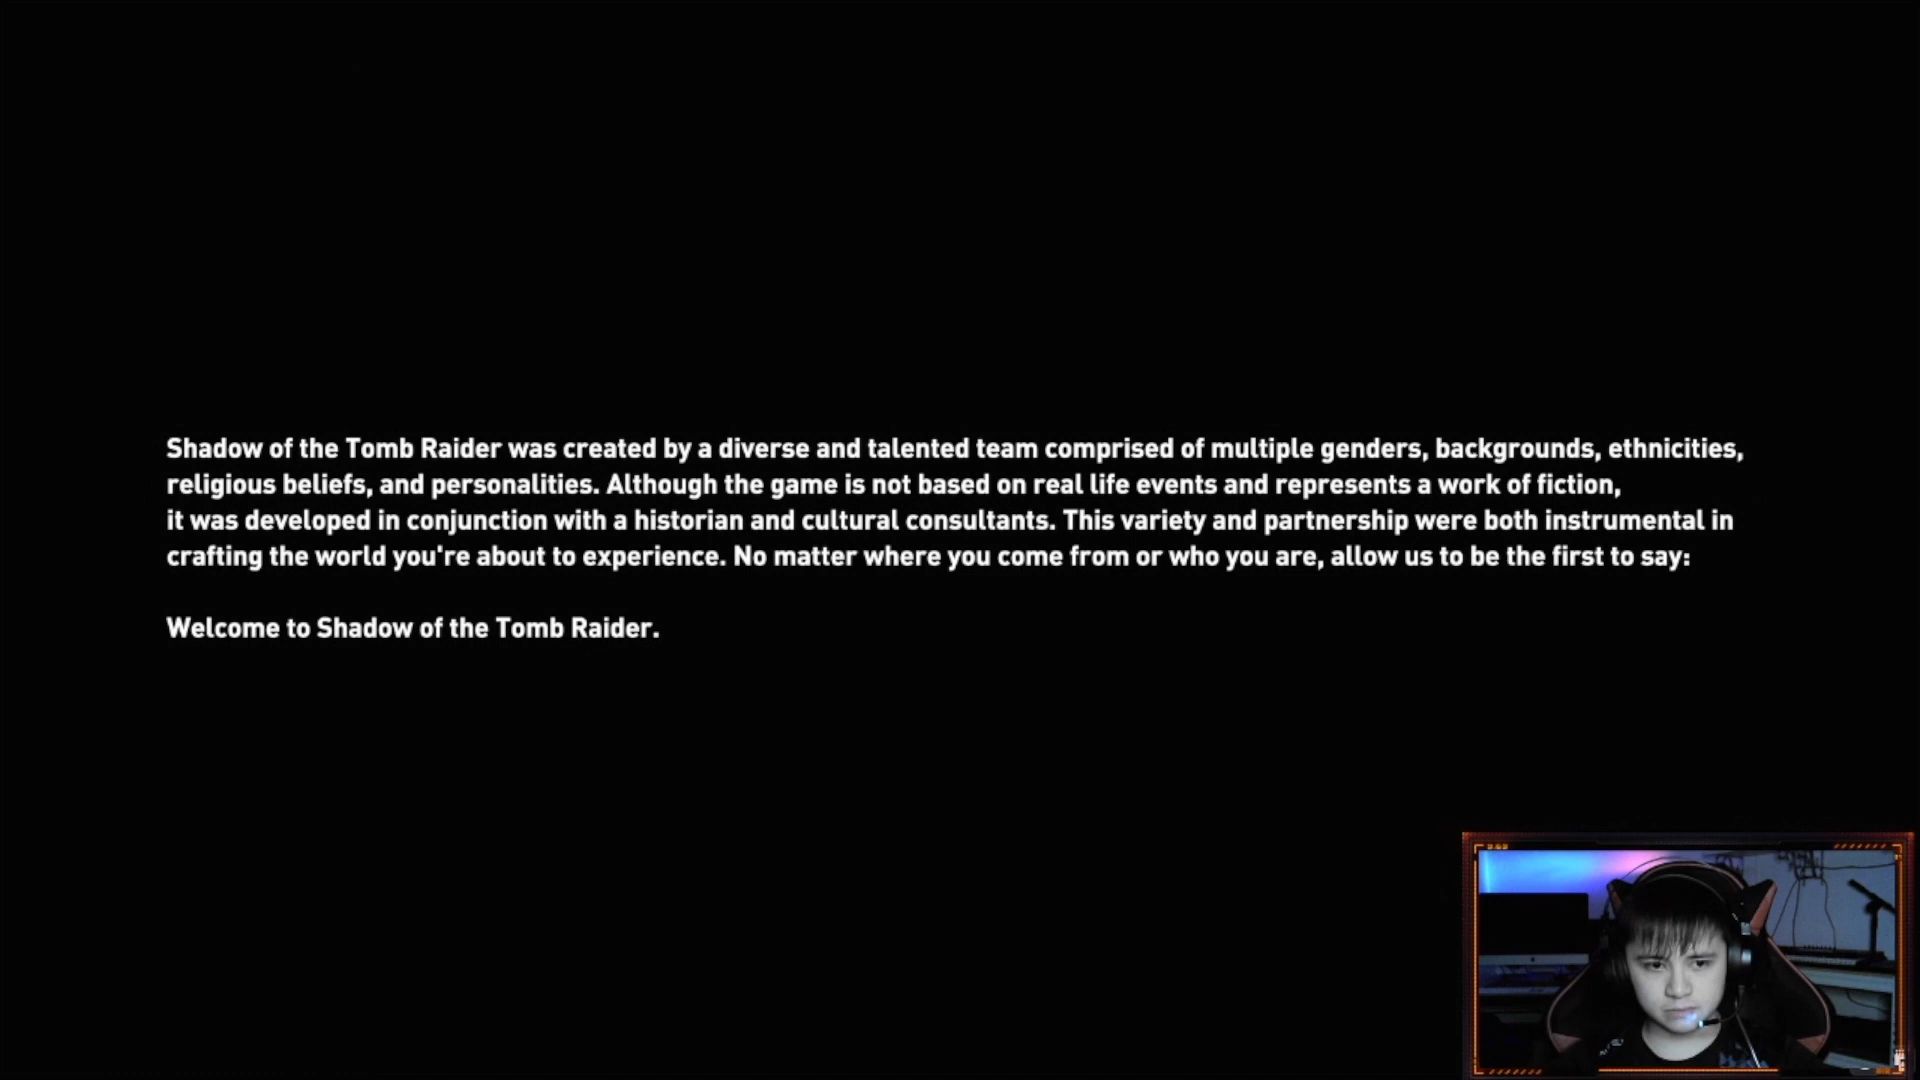 Shadow of the Tomb Raider was created by a diverse and talented team comprised of multiple genders, backgrounds, ethnicities,
religious beliefs, and personalities. Although the game is not based on real life events and represents a work of fiction,
it was developed in conjunction with a historian and cultural consultants. This variety and partnership were both instrumental in
crafting the world you're about to experience. No matter where you come from or who you are, allow us to be the first to say:
Welcome to Shadow of the Tomb Raider.